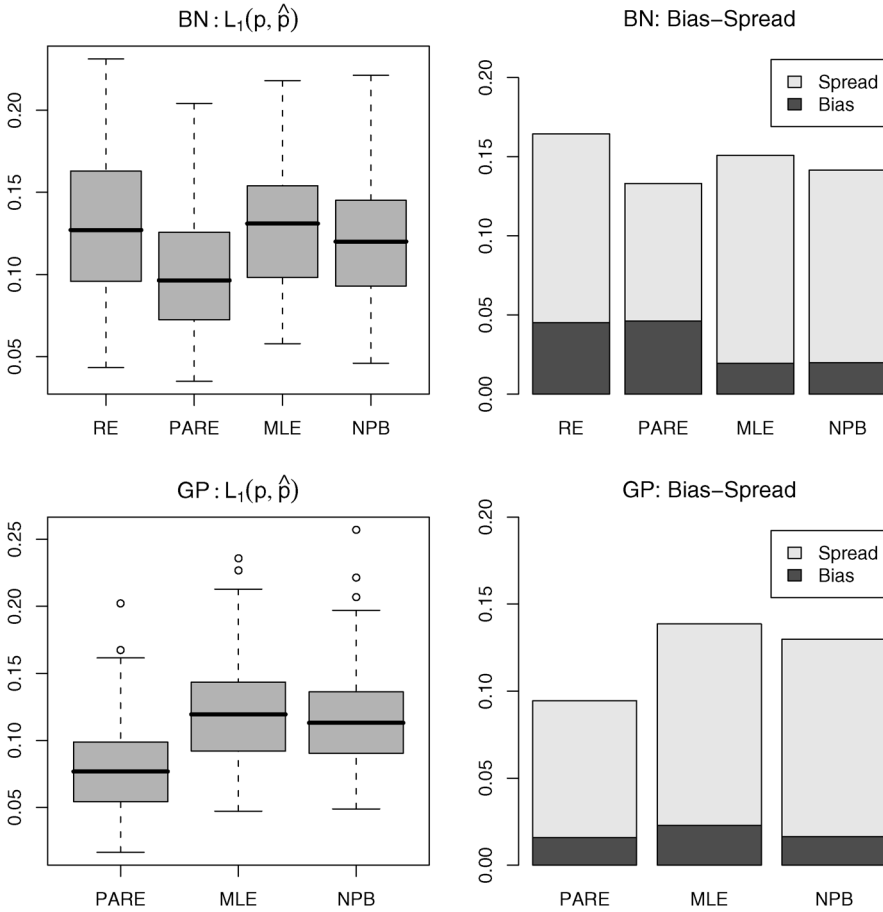 BN : L₁(p, p̂)
0.05 0.10 0.15 0.20
RE PARE MLE NPB
BN: Bias−Spread
0.00 0.05 0.10 0.15 0.20
Spread
Bias
RE PARE MLE NPB
GP : L₁(p, p̂)
0.05 0.10 0.15 0.20 0.25
PARE MLE NPB
GP: Bias−Spread
0.00 0.05 0.10 0.15 0.20
Spread
Bias
PARE MLE NPB